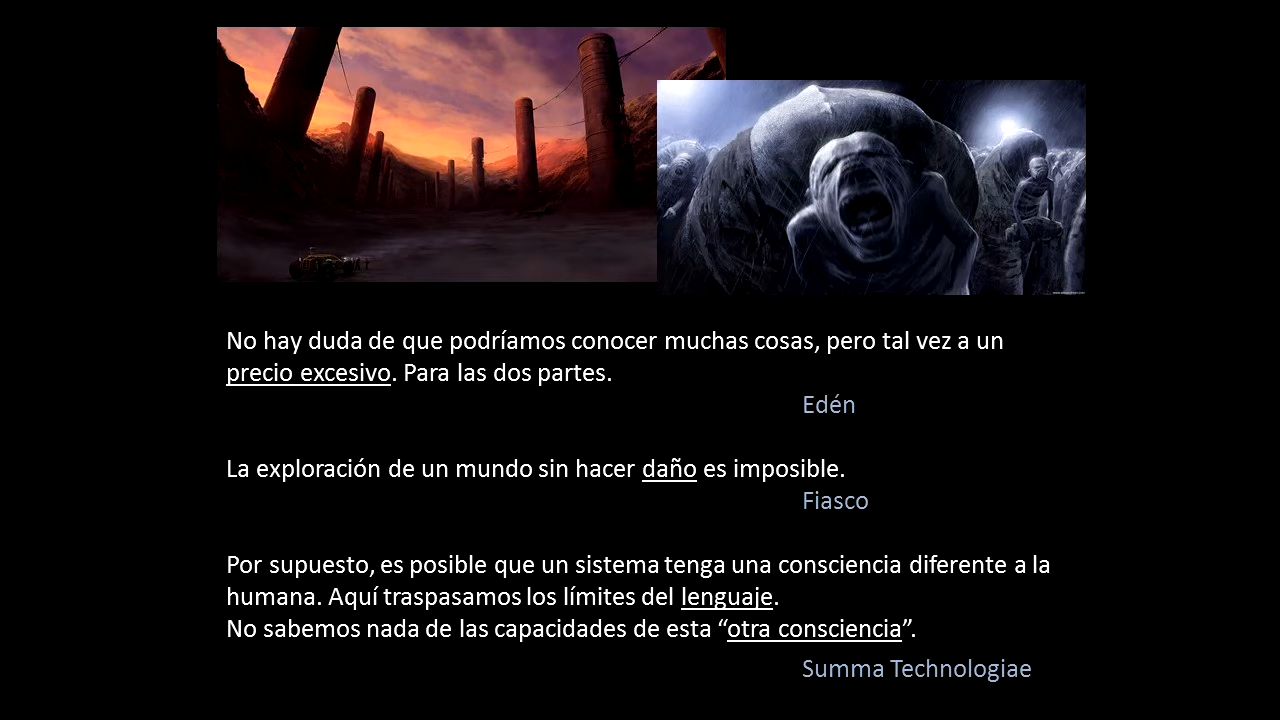 No hay duda de que podríamos conocer muchas cosas, pero tal vez a un
precio excesivo. Para las dos partes.
Edén
La exploración de un mundo sin hacer daño es imposible.
Fiasco
Por supuesto, es posible que un sistema tenga una consciencia diferente a la
humana. Aquí traspasamos los límites del lenguaje.
No sabemos nada de las capacidades de esta “otra consciencia”.
Summa Technologiae